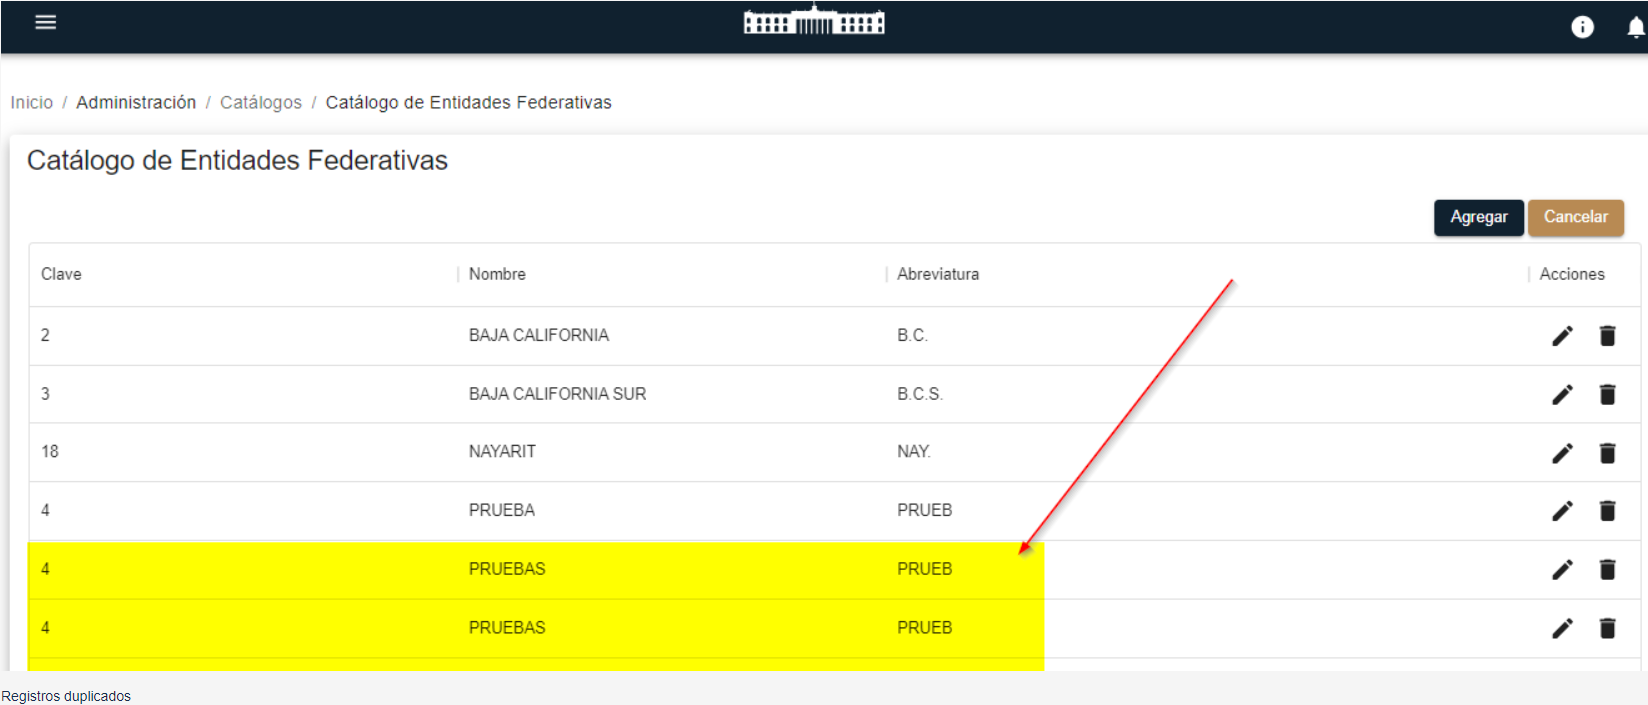 Inicio / Administración / Catálogos / Catálogo de Entidades Federativas
Catálogo de Entidades Federativas
Agregar Cancelar
Clave Nombre Abreviatura Acciones
2 BAJA CALIFORNIA B.C.
3 BAJA CALIFORNIA SUR B.C.S.
18 NAYARIT NAY.
4 PRUEBA PRUEB
4 PRUEBAS PRUEB
4 PRUEBAS PRUEB
Registros duplicados